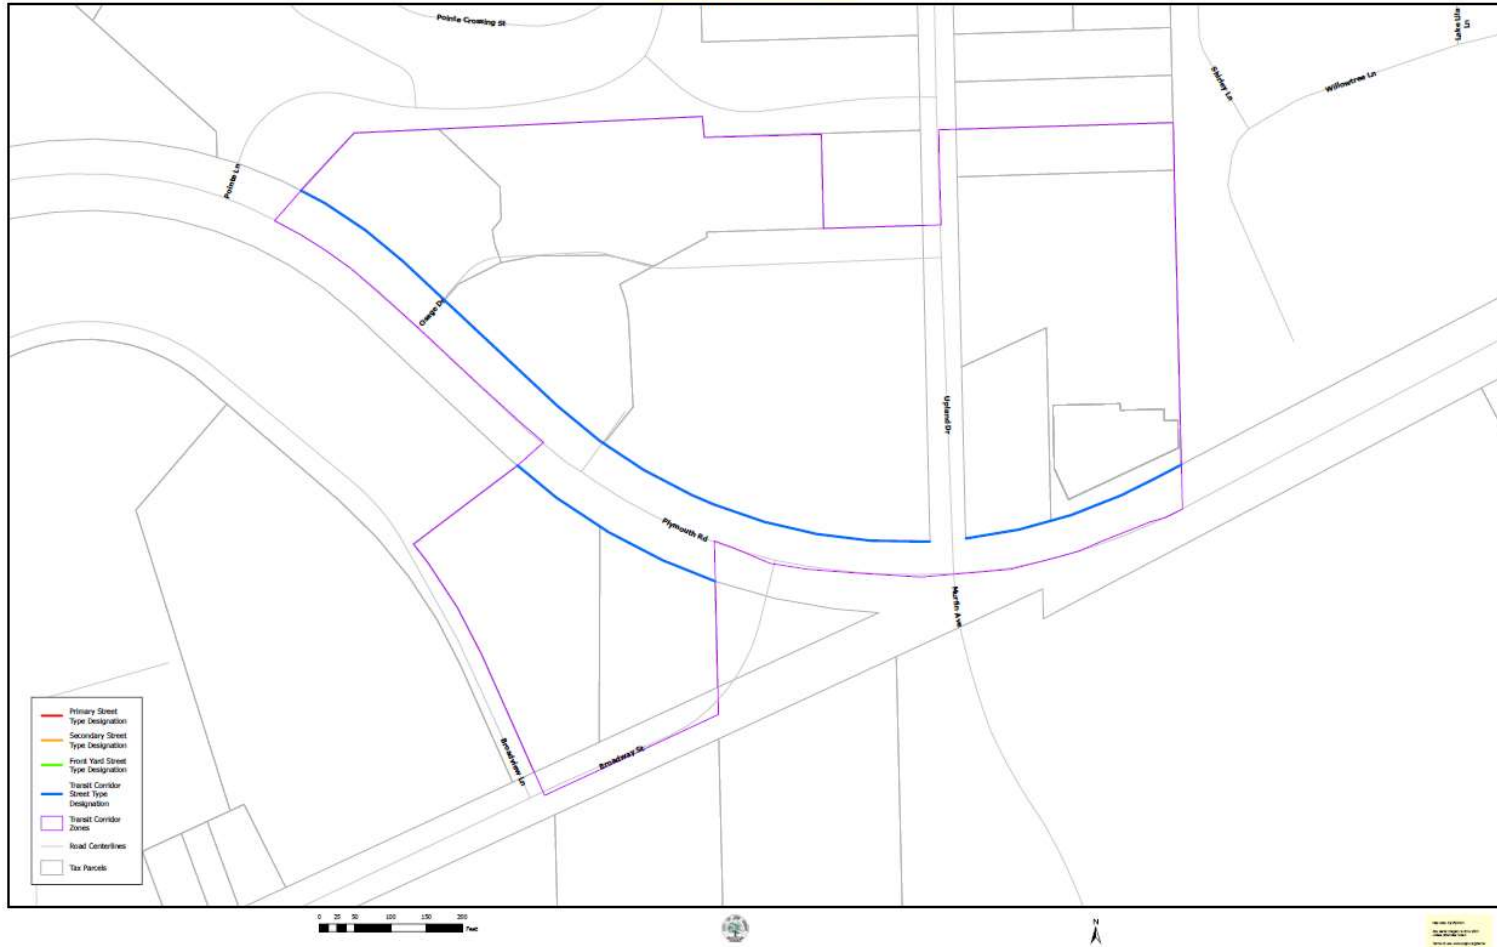 Pointe Crossing St
Shirley Ln
Willowtree Ln
Pointe Ln
Osage Dr
Upland Dr
Plymouth Rd
Murfin Ave
Broadview Ln
Broadway St
Primary Street
Type Designation
Secondary Street
Type Designation
Front Yard Street
Type Designation
Transit Corridor
Street Type
Designation
Transit Corridor
Zones
Road Centerlines
Tax Parcels
0 25 50 100 150 200
Feet
N